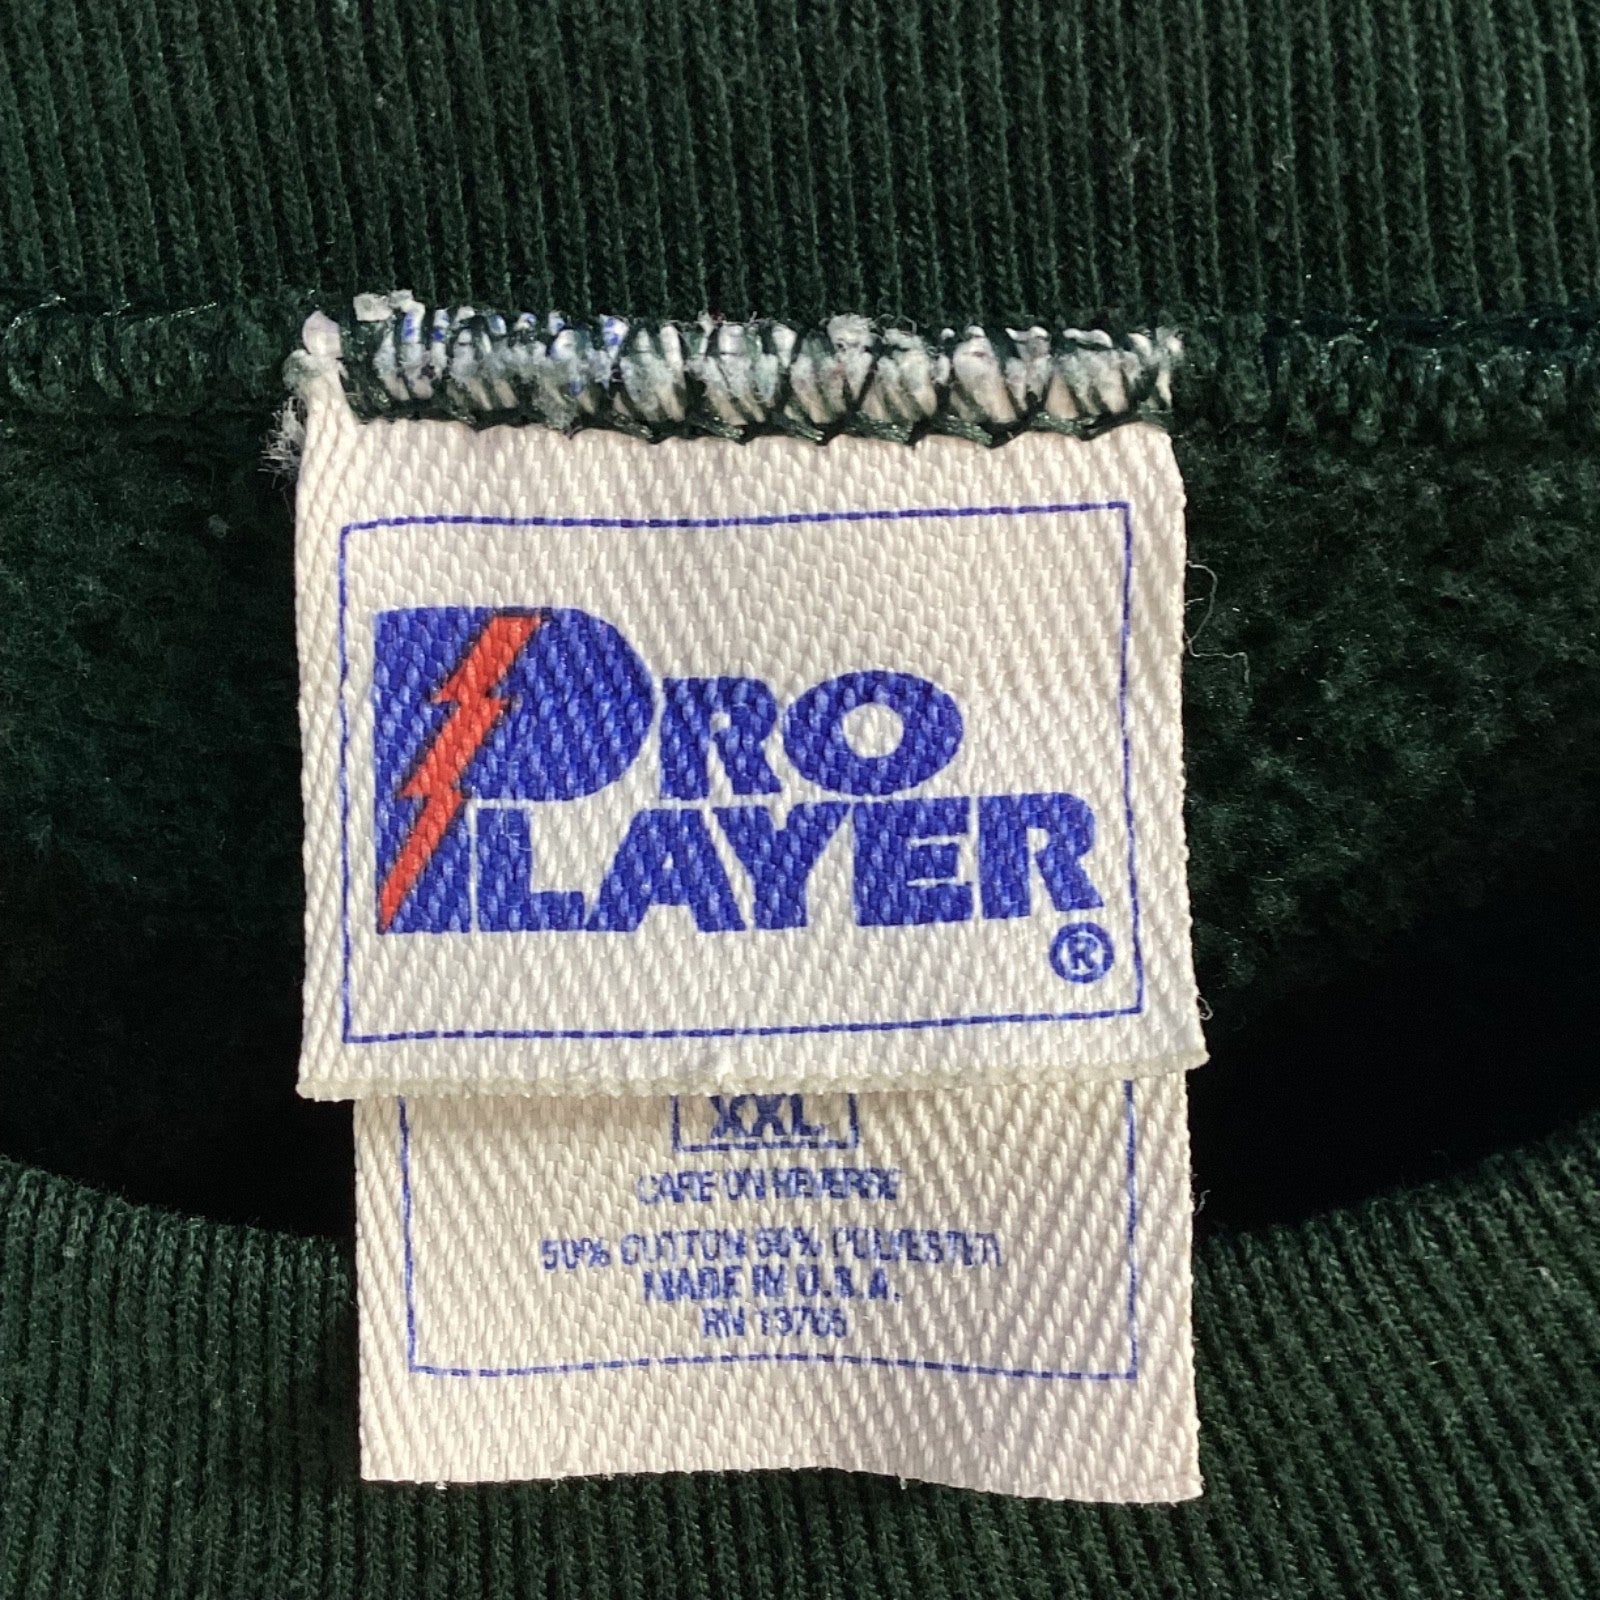 PRO
PLAYER
®
XXL
CARE ON REVERSE
50% COTTON 50% POLYESTER
MADE IN U.S.A.
RN 13765